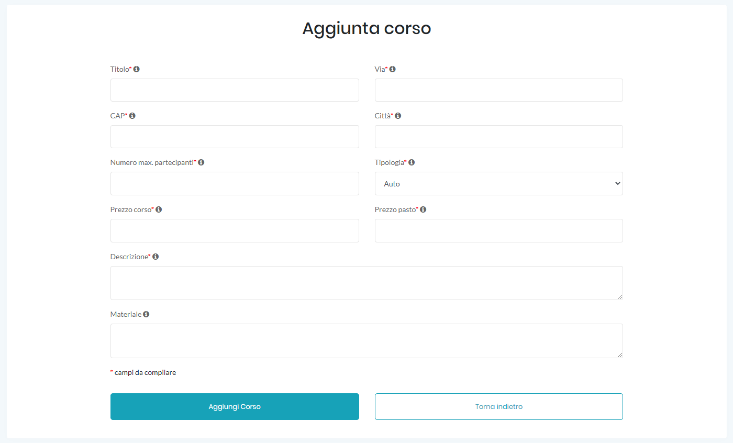 Aggiunta corso
Titolo*
Via*
CAP*
Città*
Numero max. partecipanti*
Tipologia*
Auto
Prezzo corso*
Prezzo pasto*
Descrizione*
Materiale
* campi da compilare
Aggiungi Corso
Torna indietro